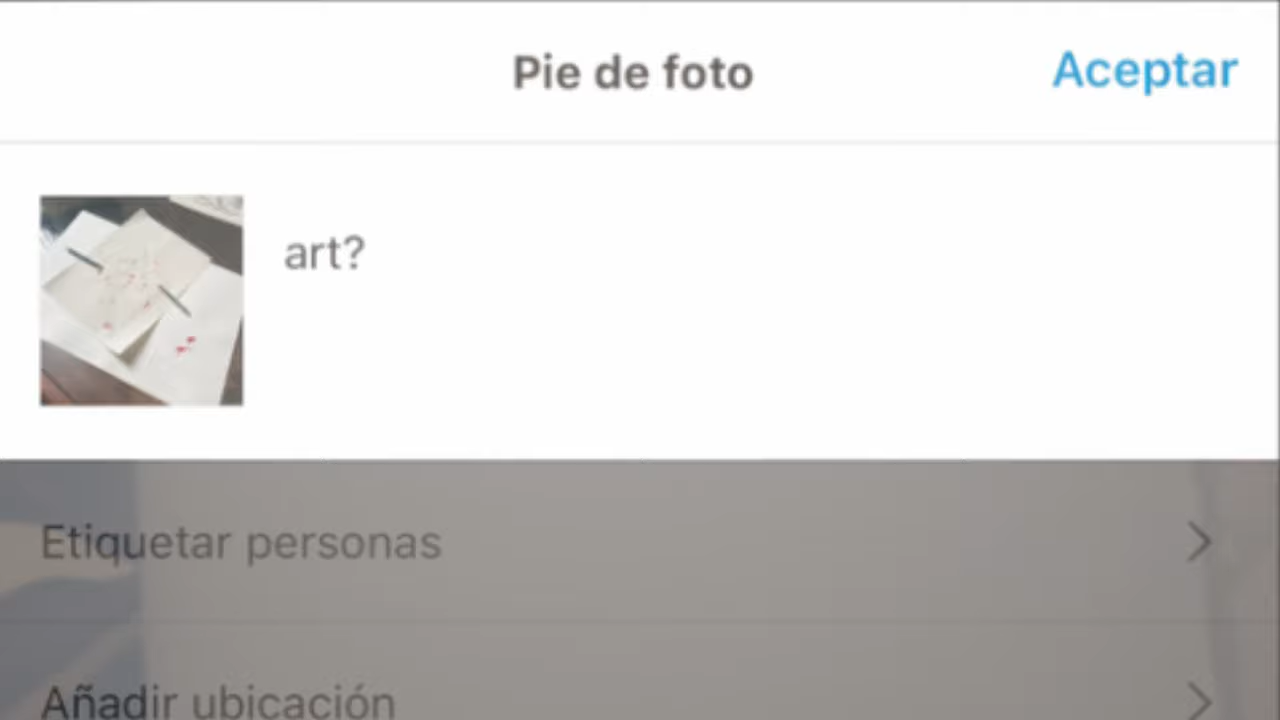 Pie de foto
Aceptar
art?
Etiquetar personas
Añadir ubicación